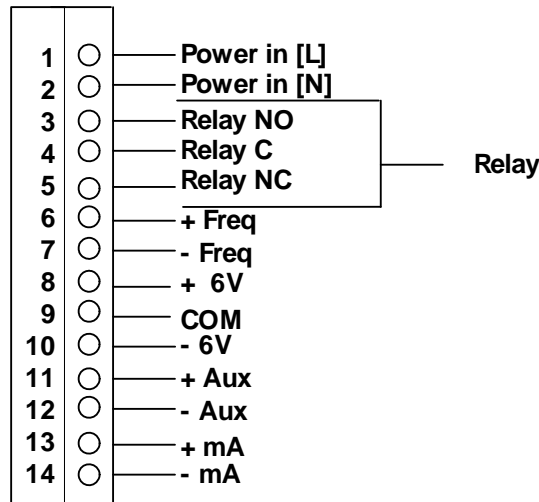 1 Power in [L]
2 Power in [N]
3 Relay NO
4 Relay C
5 Relay NC
Relay
6 + Freq
7 - Freq
8 + 6V
9 COM
10 - 6V
11 + Aux
12 - Aux
13 + mA
14 - mA